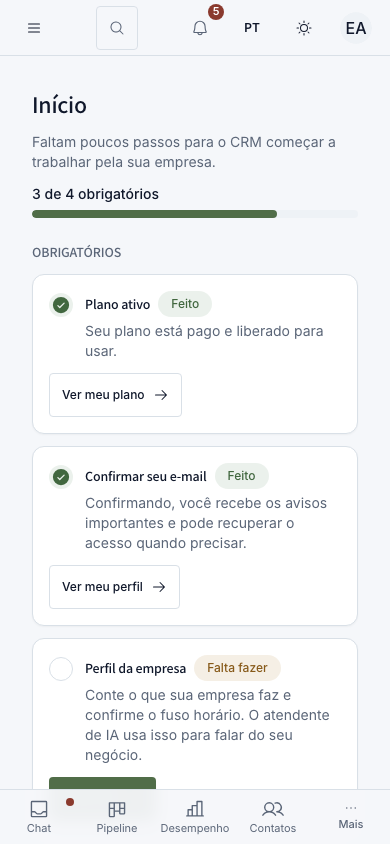 5
PT
EA
Início
Faltam poucos passos para o CRM começar a
trabalhar pela sua empresa.
3 de 4 obrigatórios
OBRIGATÓRIOS
Plano ativo Feito
Seu plano está pago e liberado para
usar.
Ver meu plano
Confirmar seu e-mail Feito
Confirmando, você recebe os avisos
importantes e pode recuperar o
acesso quando precisar.
Ver meu perfil
Perfil da empresa Falta fazer
Conte o que sua empresa faz e
confirme o fuso horário. O atendente
de IA usa isso para falar do seu
negócio.
Chat Pipeline Desempenho Contatos Mais